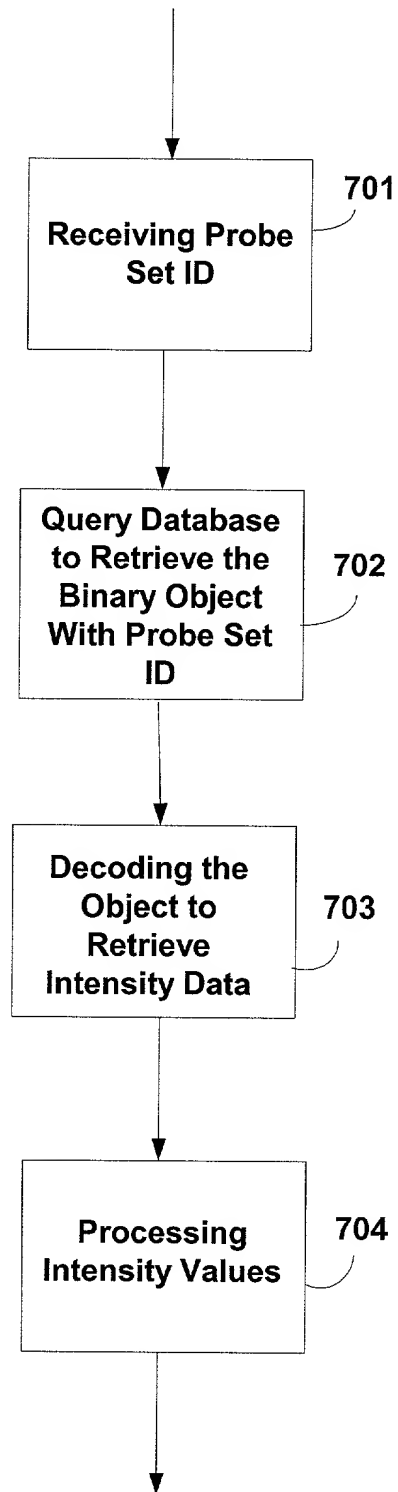 701
Receiving Probe
Set ID
Query Database
to Retrieve the
Binary Object
With Probe Set
ID
702
Decoding the
Object to
Retrieve
Intensity Data
703
Processing
Intensity Values
704